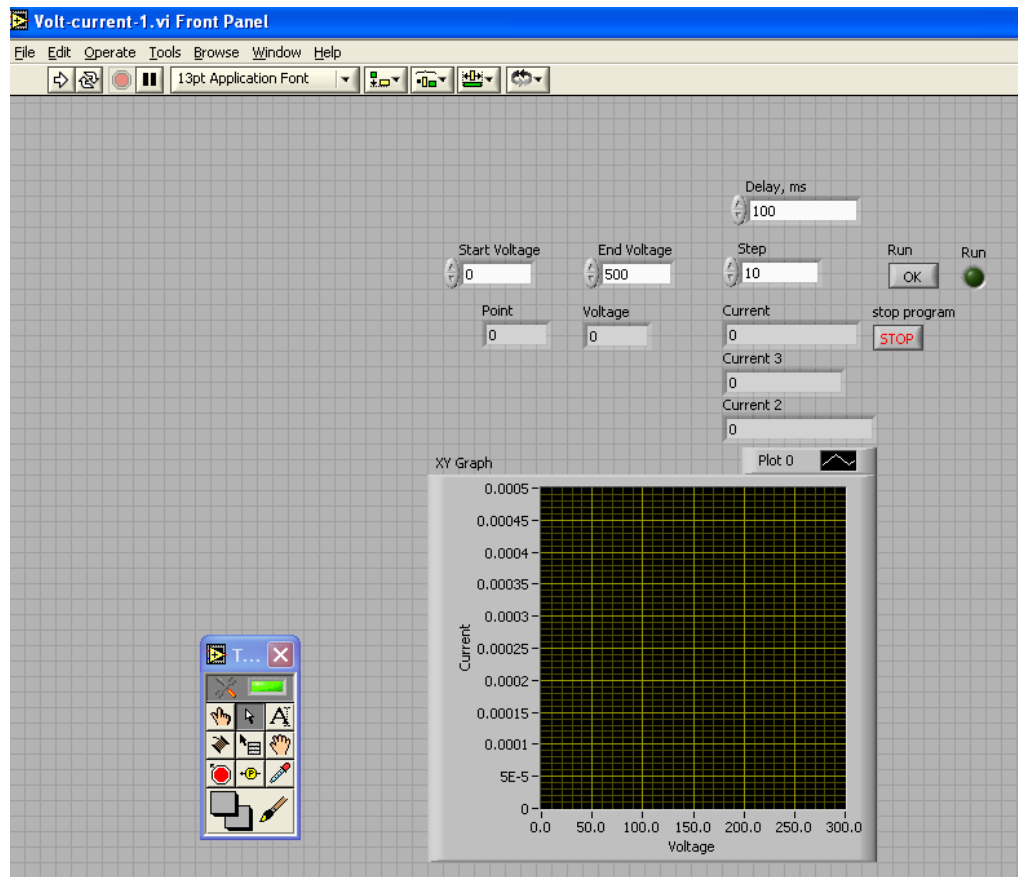 Volt-current-1.vi Front Panel
File Edit Operate Tools Browse Window Help
13pt Application Font
Delay, ms
100
Start Voltage End Voltage Step Run Run
0 500 10 OK
Point Voltage Current stop program
0 0 0 STOP
Current 3
0
Current 2
0
XY Graph Plot 0
0.0005
0.00045
0.0004
0.00035
0.0003
0.00025
0.0002
0.00015
0.0001
5E-5
0
Current
0.0 50.0 100.0 150.0 200.0 250.0 300.0
Voltage
T...
A
P